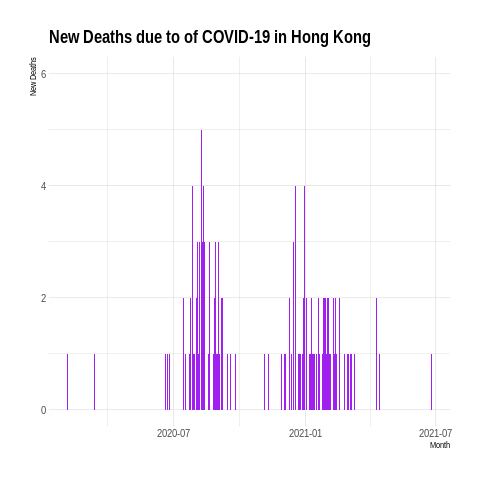 New Deaths due to of COVID-19 in Hong Kong
New Deaths
6
4
2
0
2020-07
2021-01
2021-07
Month